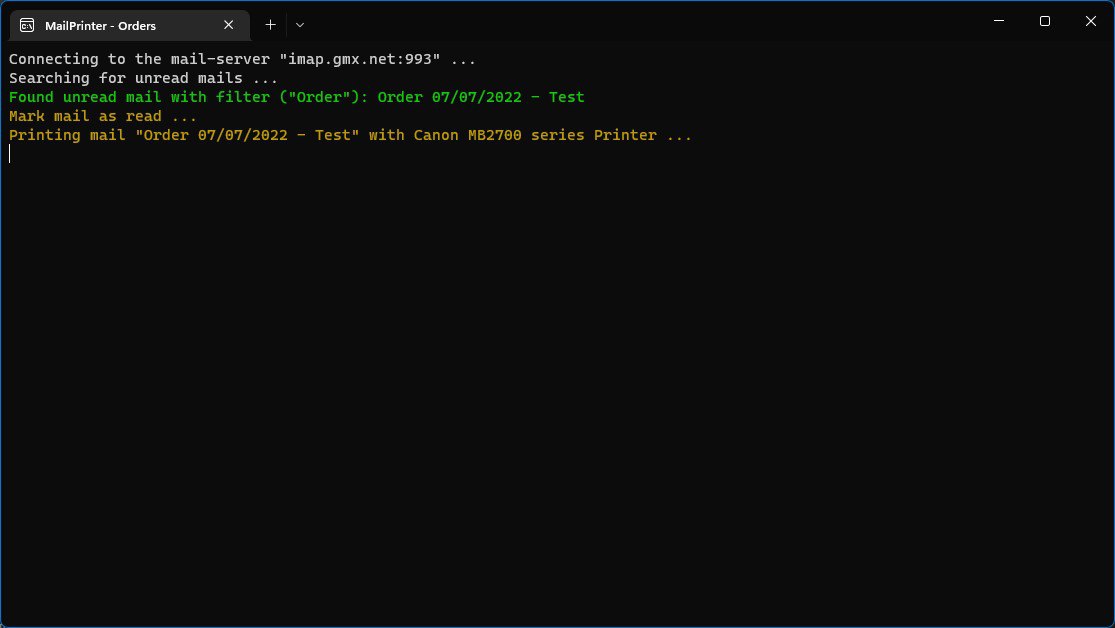 MailPrinter - Orders
Connecting to the mail-server "imap.gmx.net:993" ...
Searching for unread mails ...
Found unread mail with filter ("Order"): Order 07/07/2022 - Test
Mark mail as read ...
Printing mail "Order 07/07/2022 - Test" with Canon MB2700 series Printer ...